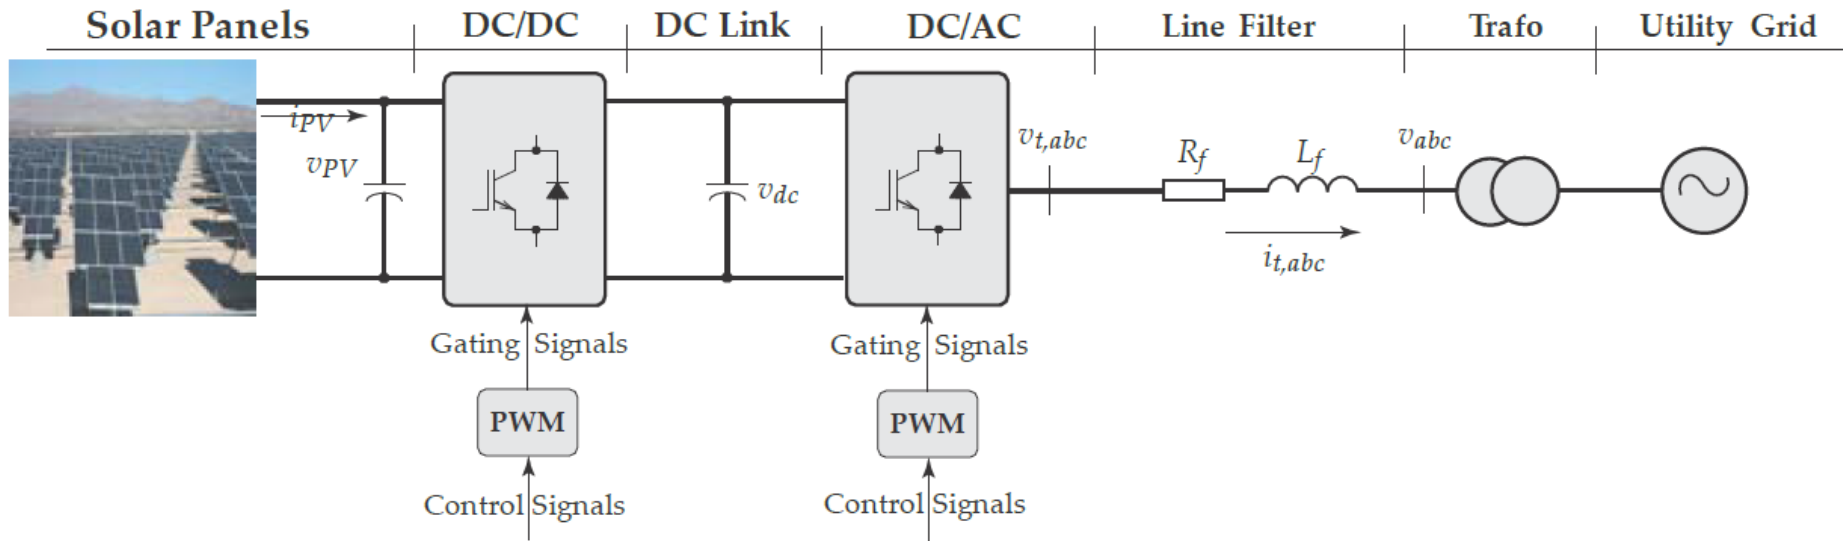 Solar Panels DC/DC DC Link DC/AC Line Filter Trafo Utility Grid
iPV
vPV
vdc
vt,abc
Rf
Lf
vabc
it,abc
Gating Signals
Gating Signals
PWM
PWM
Control Signals
Control Signals